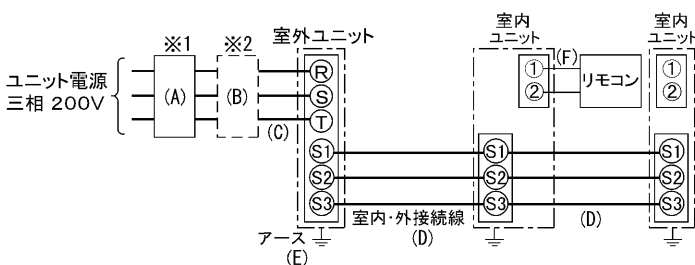 ※1
※2
室外ユニット
室内
ユニット
室内
ユニット
ユニット電源
三相 200V
(A)
(B)
(C)
R
S
T
①
②
(F)
リモコン
①
②
S1
S2
S3
S1
S2
S3
S1
S2
S3
室内・外接続線
(D)
(D)
アース
(E)